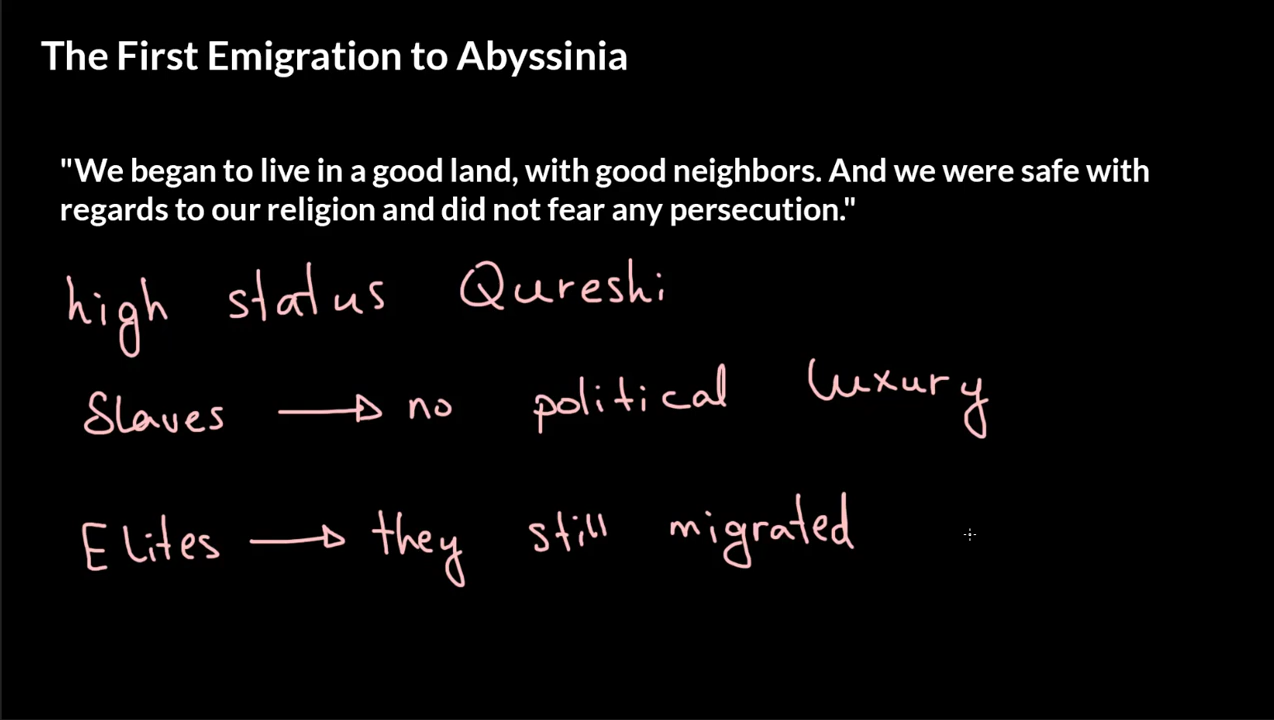 The First Emigration to Abyssinia
"We began to live in a good land, with good neighbors. And we were safe with
regards to our religion and did not fear any persecution."
high status Qureshi
Slaves → no political luxury
Elites → they still migrated